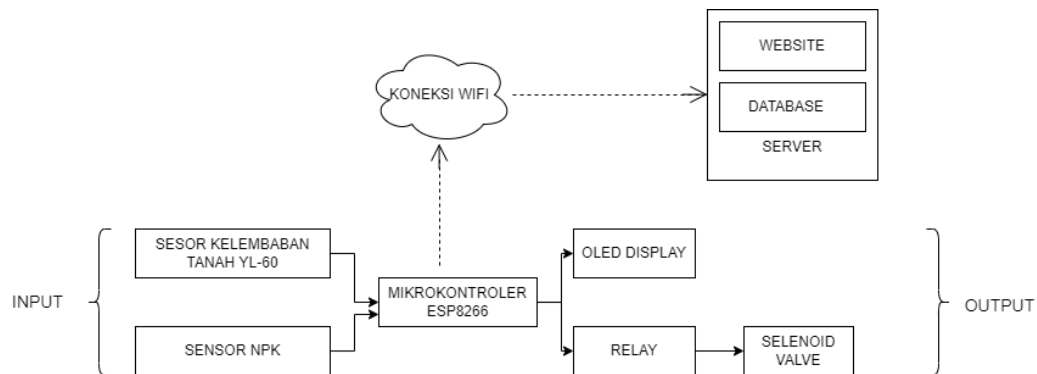 WEBSITE
KONEKSI WIFI
DATABASE
SERVER
INPUT
SESOR KELEMBABAN
TANAH YL-60
SENSOR NPK
MIKROKONTROLER
ESP8266
OLED DISPLAY
RELAY
SELENOID
VALVE
OUTPUT